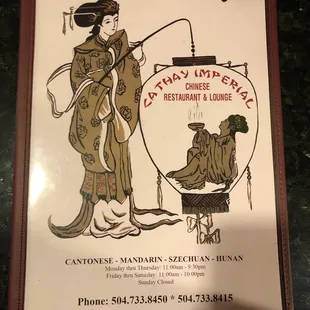 CATHAY IMPERIAL
CHINESE
RESTAURANT & LOUNGE
CANTONESE - MANDARIN - SZECHUAN - HUNAN
Monday thru Thursday: 11:00am - 9:30pm
Friday thru Saturday: 11:00am - 10:00pm
Sunday Closed
Phone: 504.733.8450 * 504.733.8415